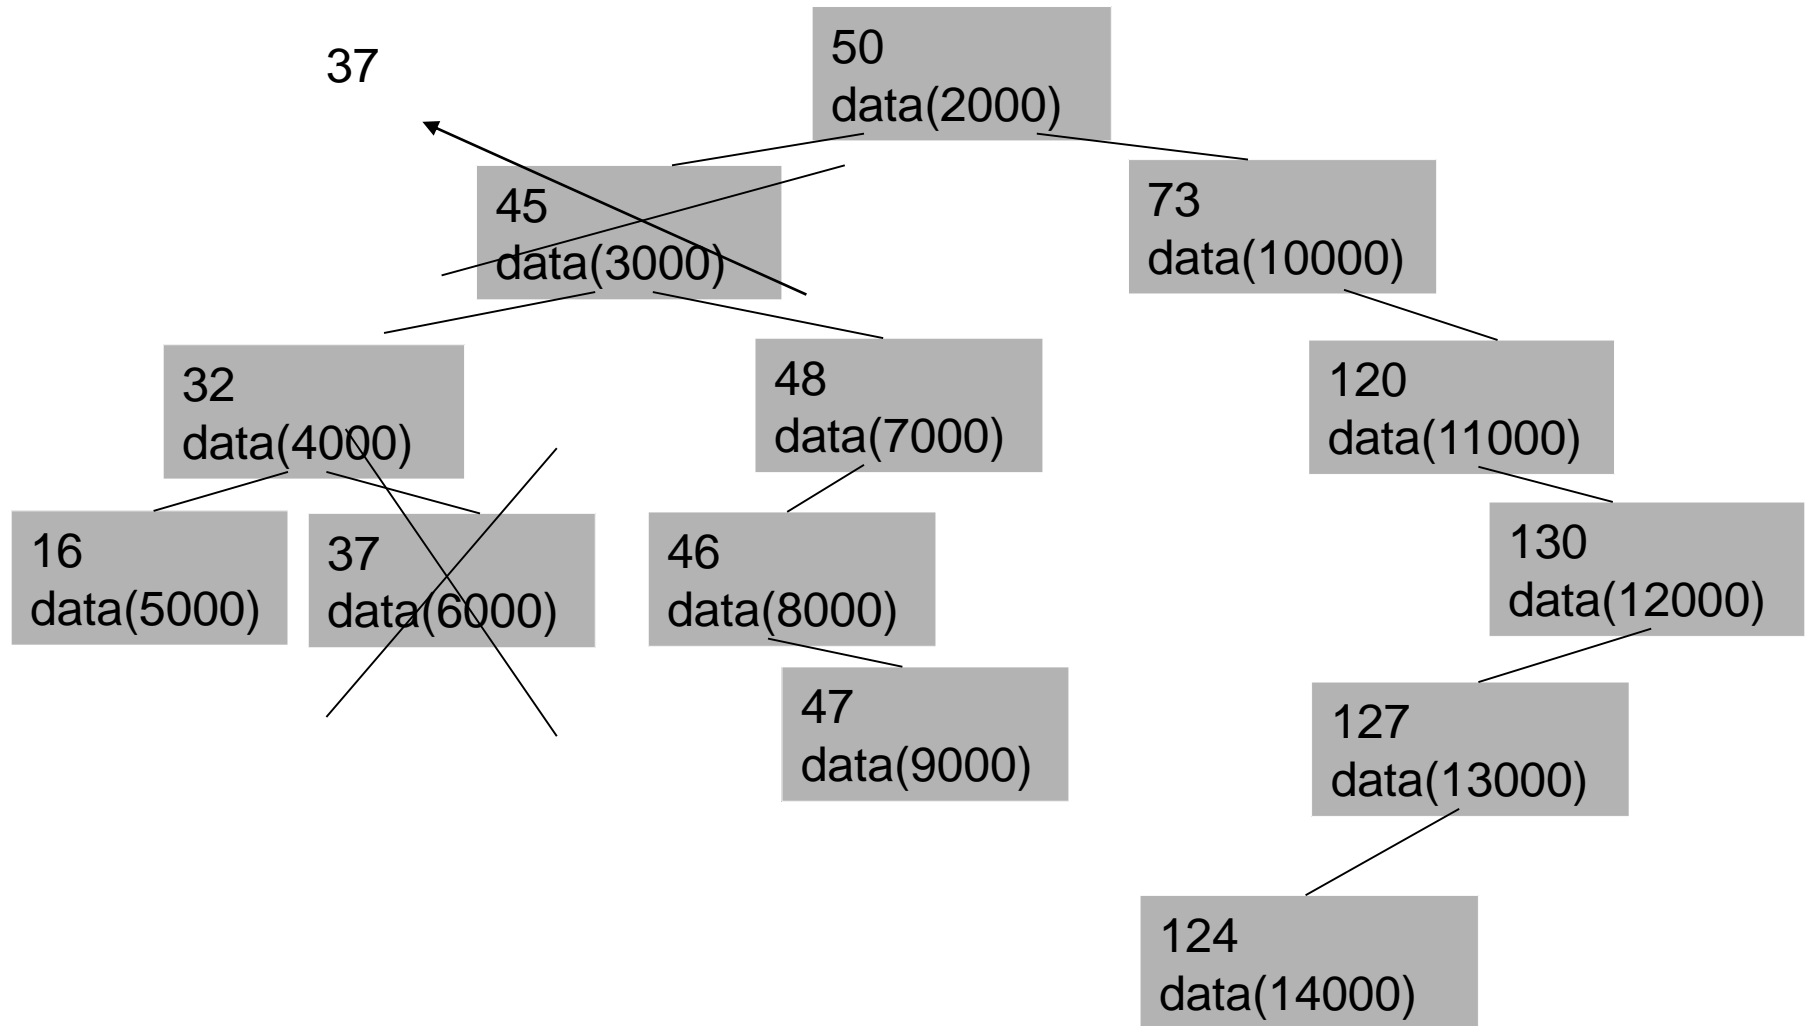 37
50
data(2000)
45
data(3000)
73
data(10000)
32
data(4000)
48
data(7000)
120
data(11000)
16
data(5000)
37
data(6000)
46
data(8000)
130
data(12000)
47
data(9000)
127
data(13000)
124
data(14000)